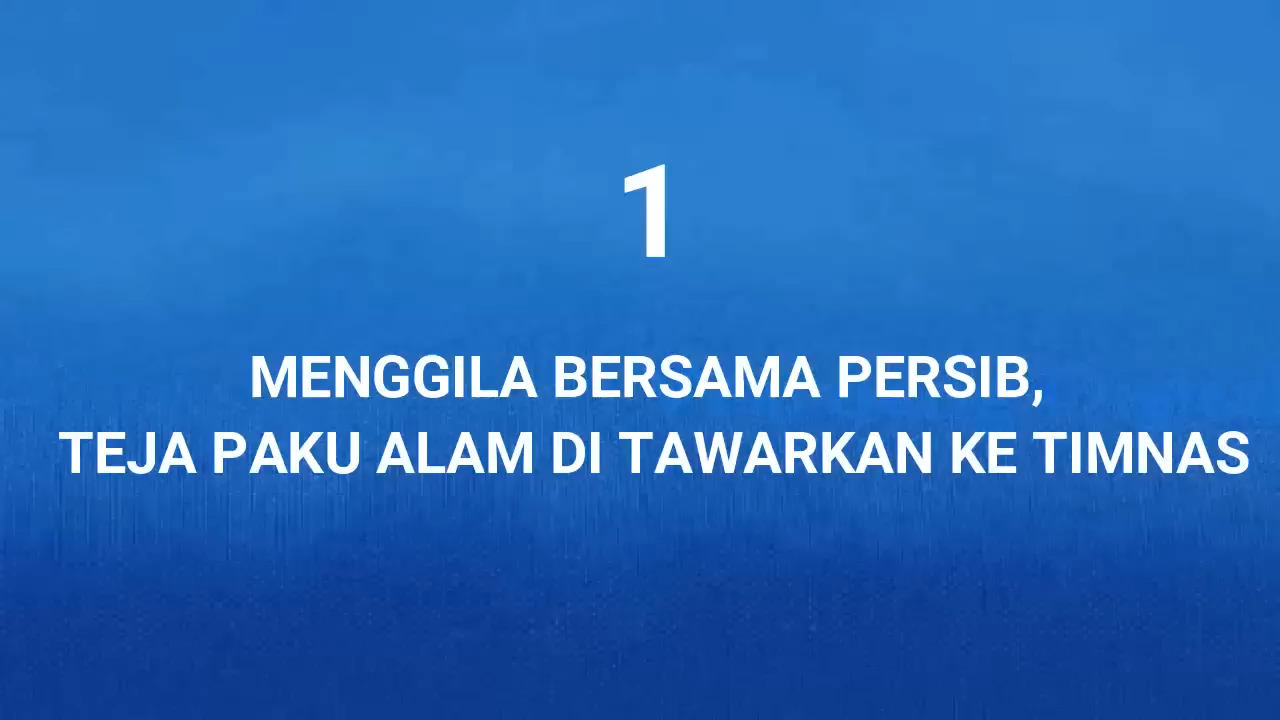 1
MENGGILA BERSAMA PERSIB,
TEJA PAKU ALAM DI TAWARKAN KE TIMNAS